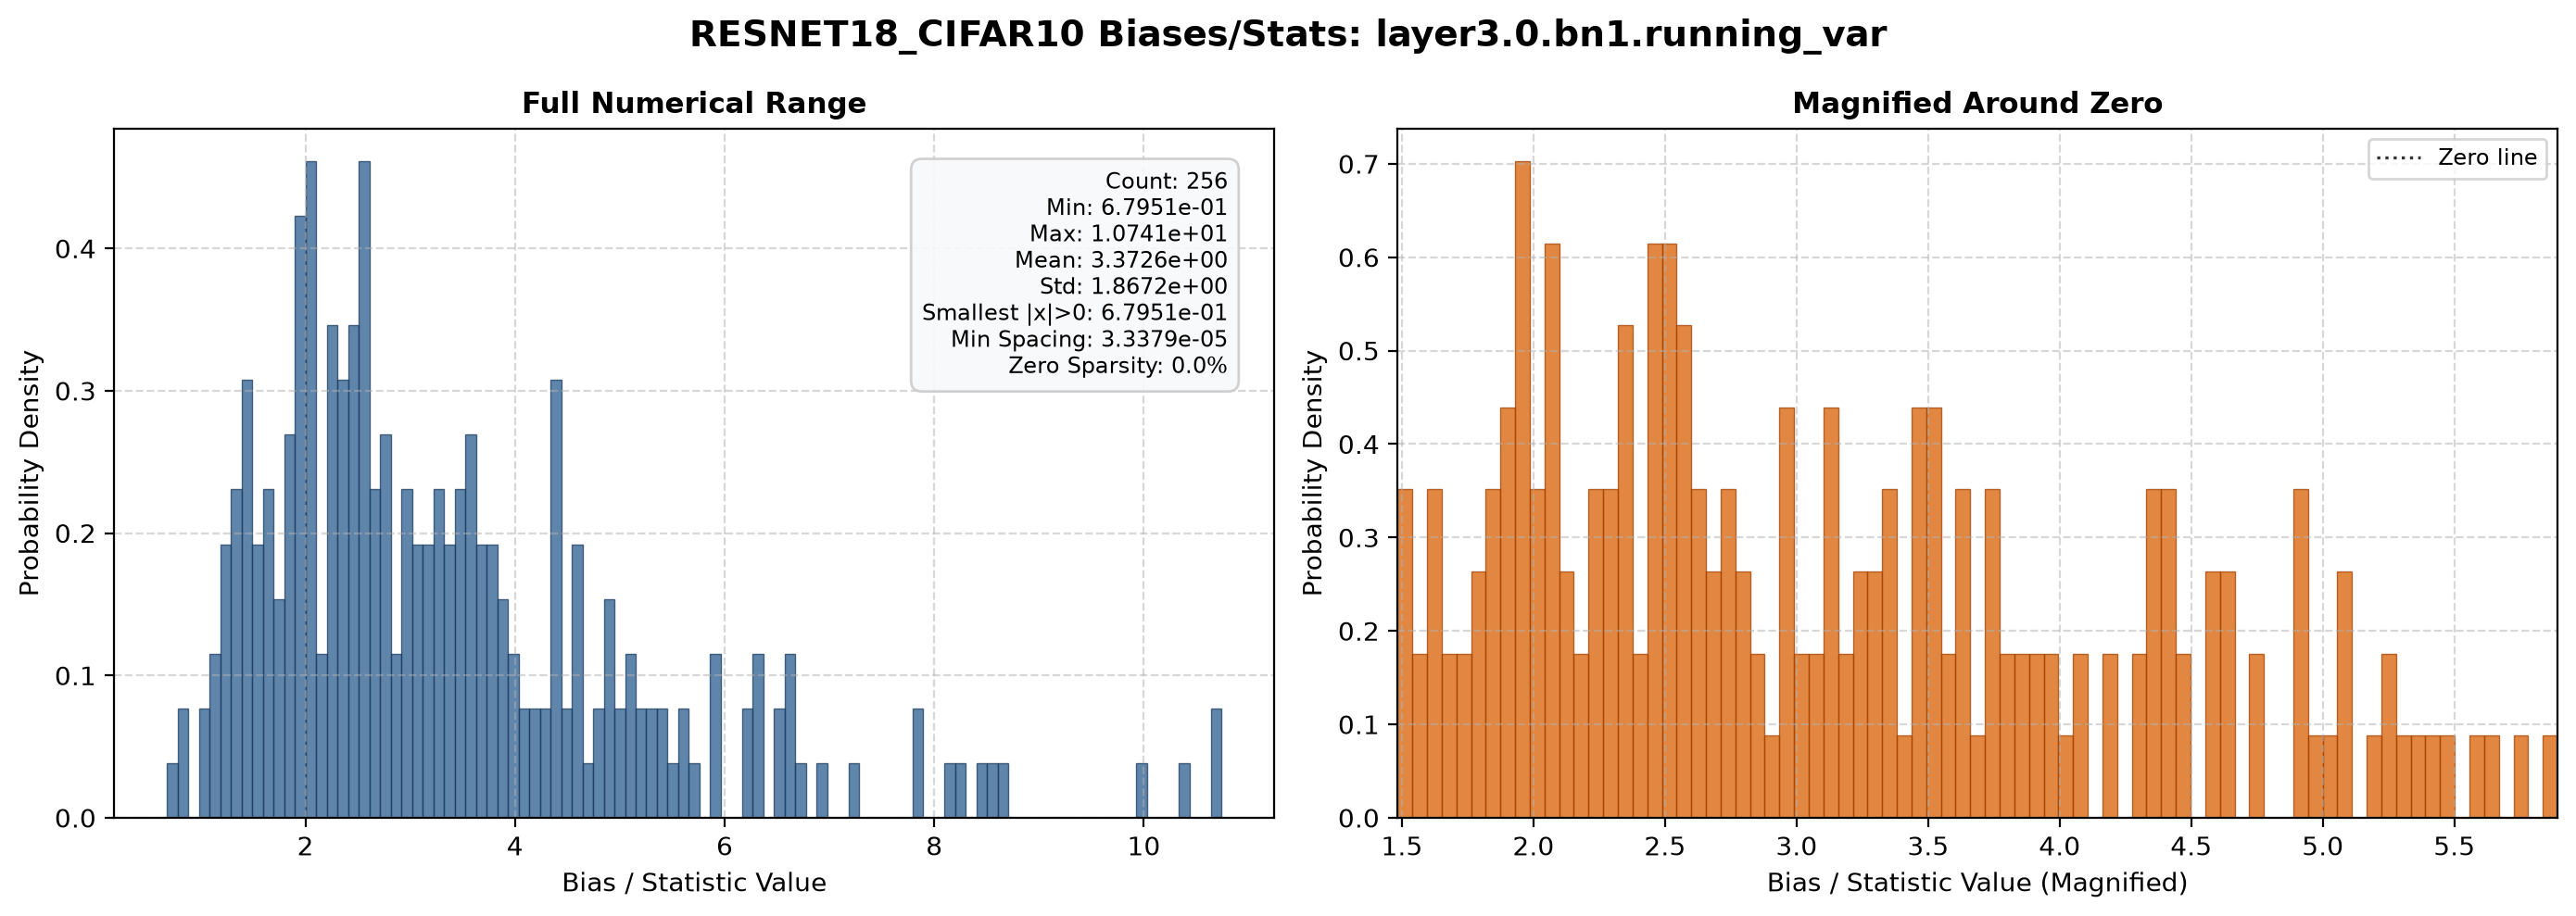 RESNET18_CIFAR10 Biases/Stats: layer3.0.bn1.running_var
Full Numerical Range
Probability Density
0.0
0.1
0.2
0.3
0.4
Count: 256
Min: 6.7951e-01
Max: 1.0741e+01
Mean: 3.3726e+00
Std: 1.8672e+00
Smallest |x|>0: 6.7951e-01
Min Spacing: 3.3379e-05
Zero Sparsity: 0.0%
2 4 6 8 10
Bias / Statistic Value
Magnified Around Zero
Probability Density
0.0
0.1
0.2
0.3
0.4
0.5
0.6
0.7
Zero line
1.5 2.0 2.5 3.0 3.5 4.0 4.5 5.0 5.5
Bias / Statistic Value (Magnified)